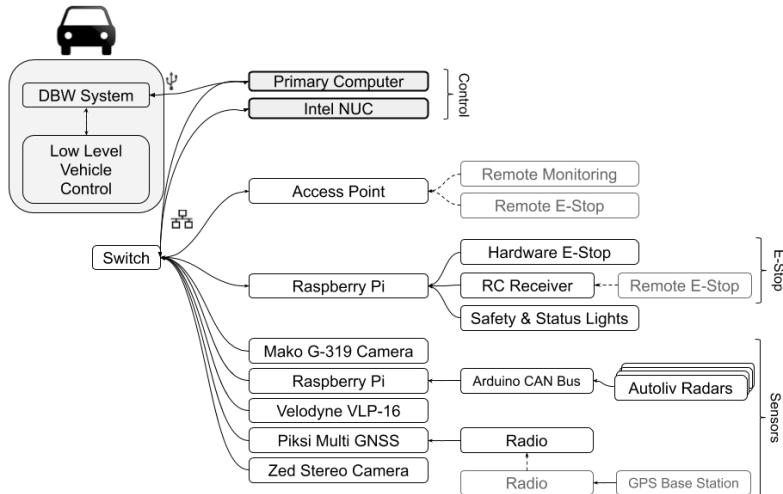 DBW System
Low Level
Vehicle
Control
Primary Computer
Intel NUC
Control
Access Point
Remote Monitoring
Remote E-Stop
Switch
Raspberry Pi
Hardware E-Stop
RC Receiver
Remote E-Stop
Safety & Status Lights
E-Stop
Mako G-319 Camera
Raspberry Pi
Arduino CAN Bus
Autoliv Radars
Velodyne VLP-16
Piksi Multi GNSS
Radio
Zed Stereo Camera
Radio
GPS Base Station
Sensors